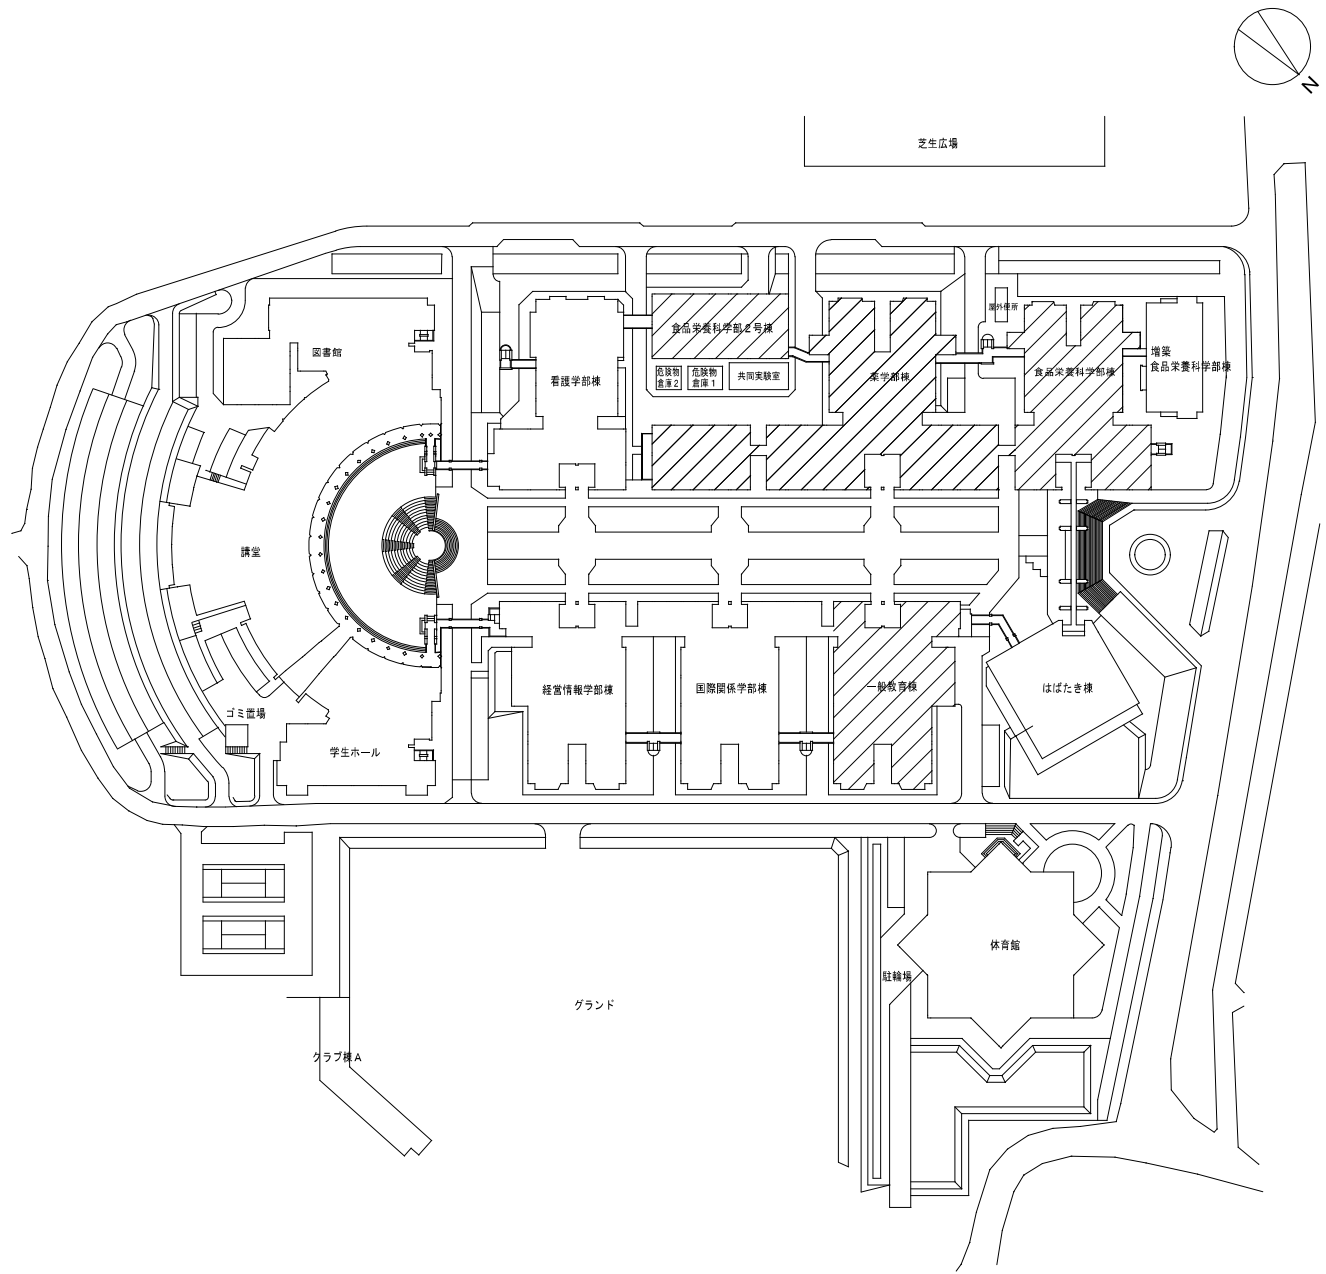 N
芝生広場
屋外便所
食品栄養科学部2号棟
図書館
増築
食品栄養科学部棟
食品栄養科学部棟
薬学部棟
看護学部棟
危険物
倉庫2
危険物
倉庫1
共同実験室
講堂
経営情報学部棟
国際関係学部棟
一般教育棟
はばたき棟
ゴミ置場
学生ホール
体育館
駐輪場
グランド
クラブ棟A